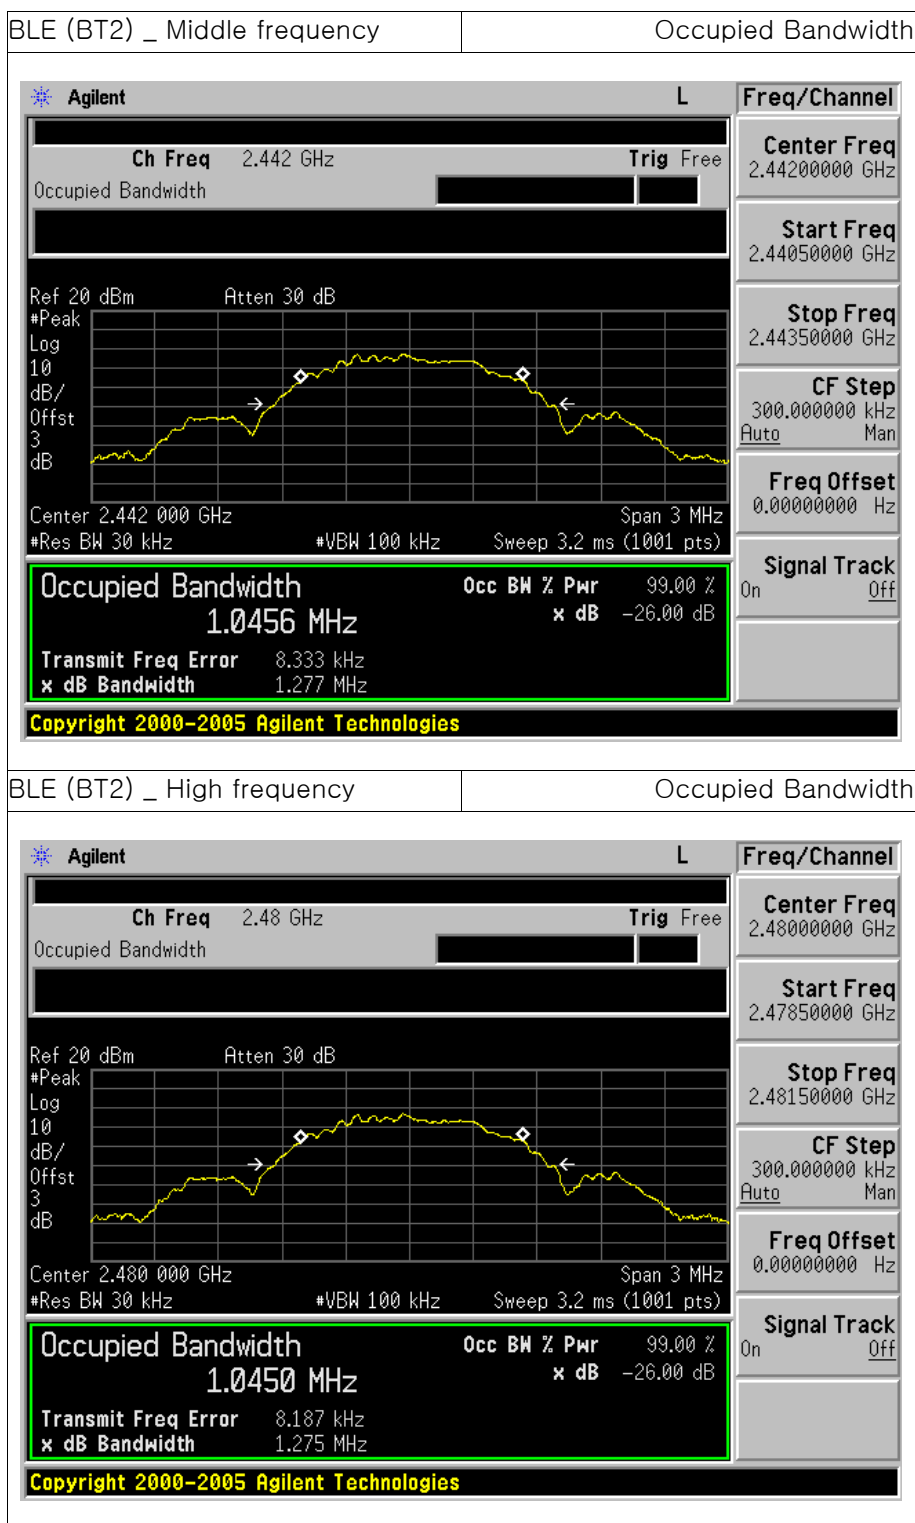 BLE (BT2) _ Middle frequency Occupied Bandwidth
Agilent L Freq/Channel
Ch Freq 2.442 GHz Trig Free
Occupied Bandwidth
Center Freq
2.44200000 GHz
Start Freq
2.44050000 GHz
Stop Freq
2.44350000 GHz
CF Step
300.000000 kHz
Auto Man
Freq Offset
0.00000000 Hz
Signal Track
On Off
Ref 20 dBm Atten 30 dB
#Peak
Log
10
dB/
Offst
3
dB
Center 2.442 000 GHz Span 3 MHz
#Res BW 30 kHz #VBW 100 kHz Sweep 3.2 ms (1001 pts)
Occupied Bandwidth Occ BW % Pwr 99.00 %
1.0456 MHz x dB -26.00 dB
Transmit Freq Error 8.333 kHz
x dB Bandwidth 1.277 MHz
Copyright 2000-2005 Agilent Technologies
BLE (BT2) _ High frequency Occupied Bandwidth
Agilent L Freq/Channel
Ch Freq 2.48 GHz Trig Free
Occupied Bandwidth
Center Freq
2.48000000 GHz
Start Freq
2.47850000 GHz
Stop Freq
2.48150000 GHz
CF Step
300.000000 kHz
Auto Man
Freq Offset
0.00000000 Hz
Signal Track
On Off
Ref 20 dBm Atten 30 dB
#Peak
Log
10
dB/
Offst
3
dB
Center 2.480 000 GHz Span 3 MHz
#Res BW 30 kHz #VBW 100 kHz Sweep 3.2 ms (1001 pts)
Occupied Bandwidth Occ BW % Pwr 99.00 %
1.0450 MHz x dB -26.00 dB
Transmit Freq Error 8.187 kHz
x dB Bandwidth 1.275 MHz
Copyright 2000-2005 Agilent Technologies